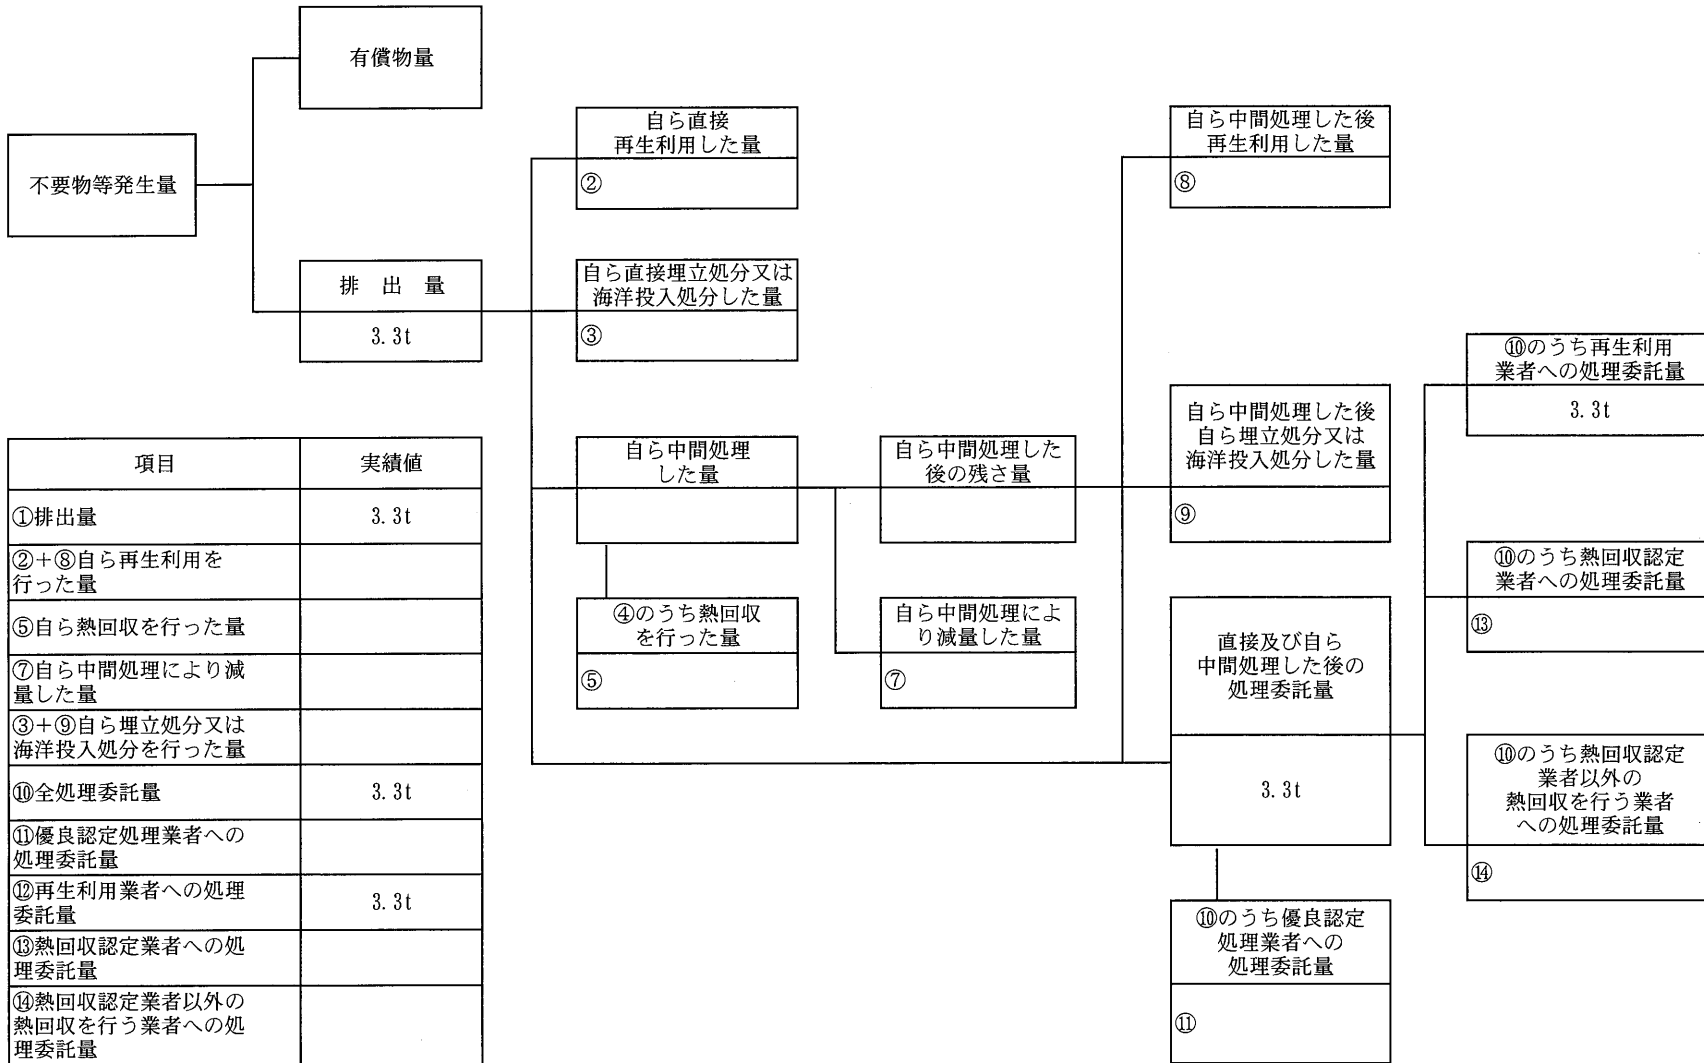 有償物量
不要物等発生量
排 出 量
3.3t
自ら直接
再生利用した量
②
自ら直接埋立処分又は
海洋投入処分した量
③
自ら中間処理
した量
④のうち熱回収
を行った量
⑤
自ら中間処理した
後の残さ量
自ら中間処理によ
り減量した量
⑦
自ら中間処理した後
再生利用した量
⑧
自ら中間処理した後
自ら埋立処分又は
海洋投入処分した量
⑨
直接及び自ら
中間処理した後の
処理委託量
3.3t
⑩のうち優良認定
処理業者への
処理委託量
⑪
⑩のうち再生利用
業者への処理委託量
3.3t
⑩のうち熱回収認定
業者への処理委託量
⑬
⑩のうち熱回収認定
業者以外の
熱回収を行う業者
への処理委託量
⑭
項目 実績値
①排出量 3.3t
②+⑧自ら再生利用を
行った量
⑤自ら熱回収を行った量
⑦自ら中間処理により減
量した量
③+⑨自ら埋立処分又は
海洋投入処分を行った量
⑩全処理委託量 3.3t
⑪優良認定処理業者への
処理委託量
⑫再生利用業者への処理
委託量 3.3t
⑬熱回収認定業者への処
理委託量
⑭熱回収認定業者以外の
熱回収を行う業者への処
理委託量